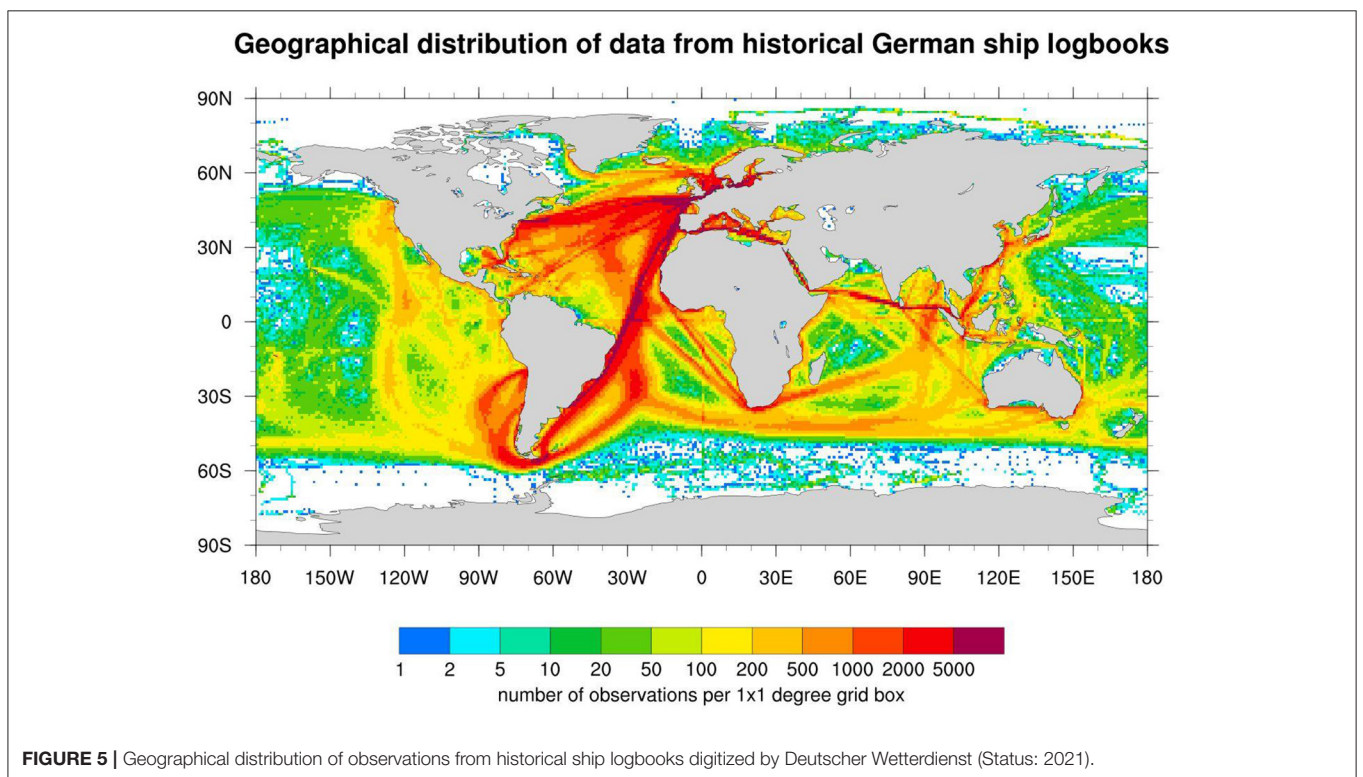 Geographical distribution of data from historical German ship logbooks
90N
60N
30N
0
30S
60S
90S
180 150W 120W 90W 60W 30W 0 30E 60E 90E 120E 150E 180
1 2 5 10 20 50 100 200 500 1000 2000 5000
number of observations per 1x1 degree grid box
FIGURE 5 | Geographical distribution of observations from historical ship logbooks digitized by Deutscher Wetterdienst (Status: 2021).